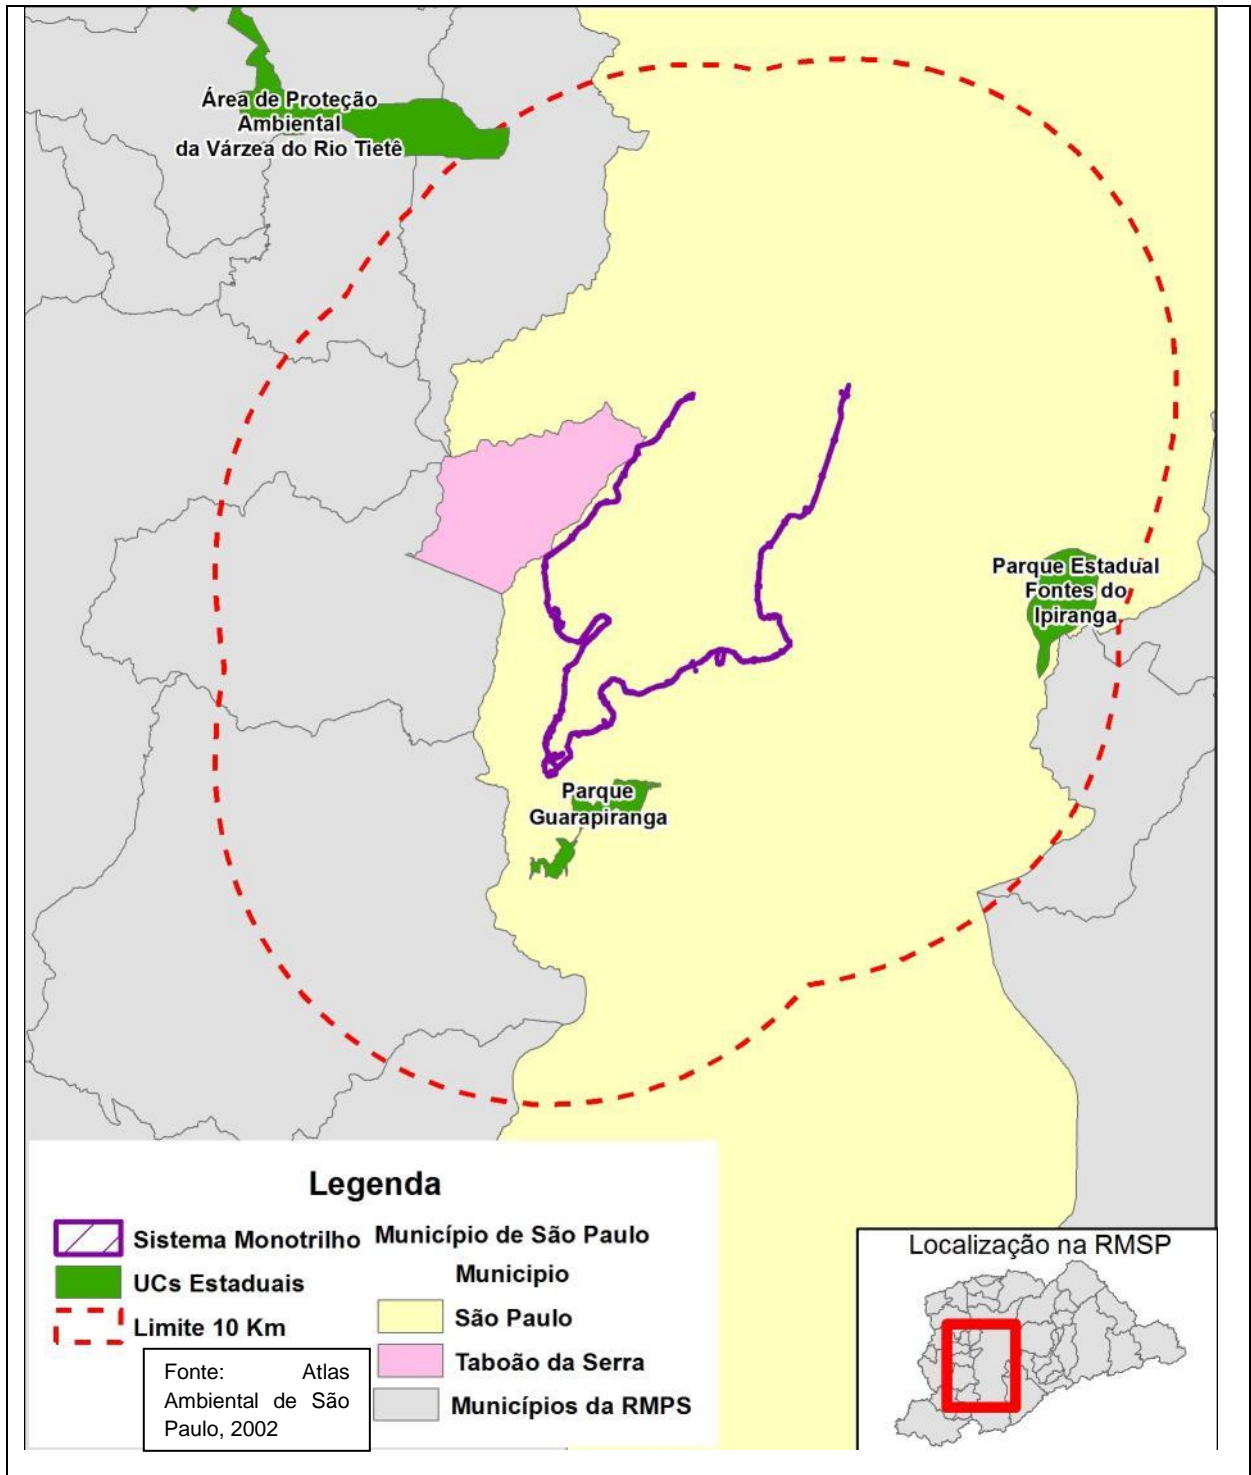 Área de Proteção
Ambiental
da Várzea do Rio Tietê
Parque Estadual
Fontes do
Ipiranga
Parque
Guarapiranga
Legenda
Sistema Monotrilho
UCs Estaduais
Limite 10 Km
Município de São Paulo
Municipio
São Paulo
Taboão da Serra
Municípios da RMPS
Fonte: Atlas
Ambiental de São
Paulo, 2002
Localização na RMSP